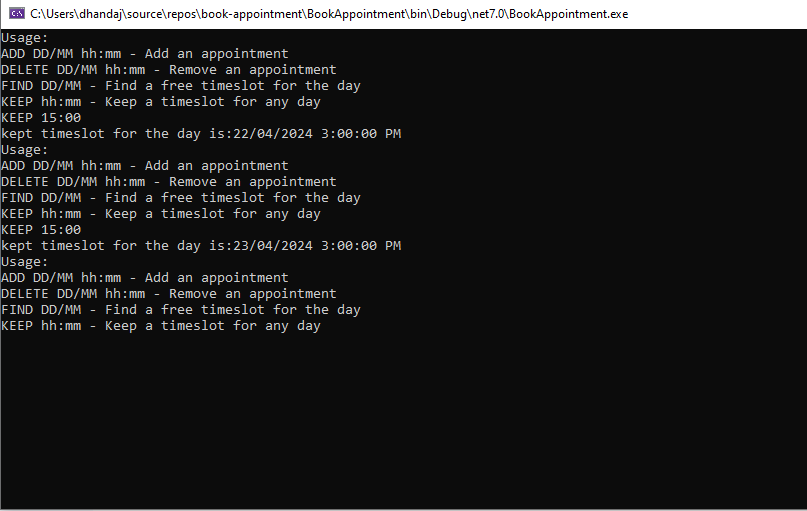 C:\Users\dhandaj\source\repos\book-appointment\BookAppointment\bin\Debug\net7.0\BookAppointment.exe
Usage:
ADD DD/MM hh:mm - Add an appointment
DELETE DD/MM hh:mm - Remove an appointment
FIND DD/MM - Find a free timeslot for the day
KEEP hh:mm - Keep a timeslot for any day
KEEP 15:00
kept timeslot for the day is:22/04/2024 3:00:00 PM
Usage:
ADD DD/MM hh:mm - Add an appointment
DELETE DD/MM hh:mm - Remove an appointment
FIND DD/MM - Find a free timeslot for the day
KEEP hh:mm - Keep a timeslot for any day
KEEP 15:00
kept timeslot for the day is:23/04/2024 3:00:00 PM
Usage:
ADD DD/MM hh:mm - Add an appointment
DELETE DD/MM hh:mm - Remove an appointment
FIND DD/MM - Find a free timeslot for the day
KEEP hh:mm - Keep a timeslot for any day